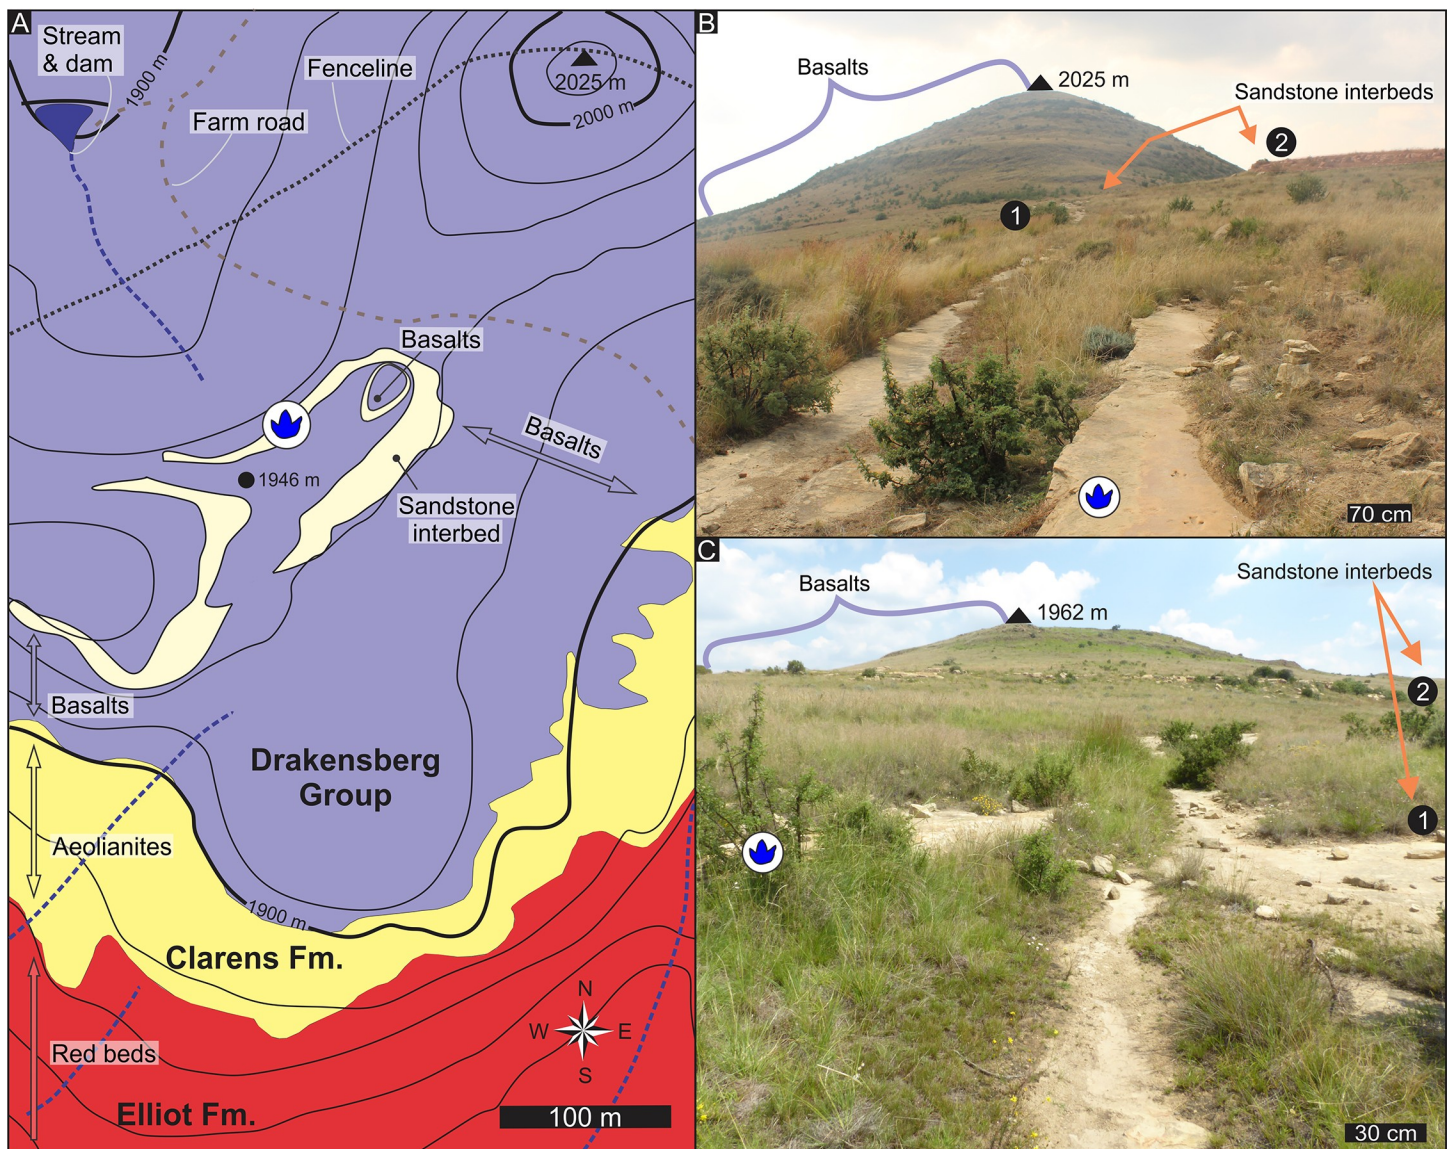 A
Stream
& dam
1900 m
Fenceline
Farm road
2025 m
2000 m
Basalts
Basalts
1946 m
Sandstone
interbed
Basalts
Drakensberg
Group
Aeolianites
1900 m
Clarens Fm.
Red beds
Elliot Fm.
N
W
E
S
100 m
B
Basalts
2025 m
Sandstone interbeds
2
1
70 cm
C
Basalts
1962 m
Sandstone interbeds
2
1
30 cm